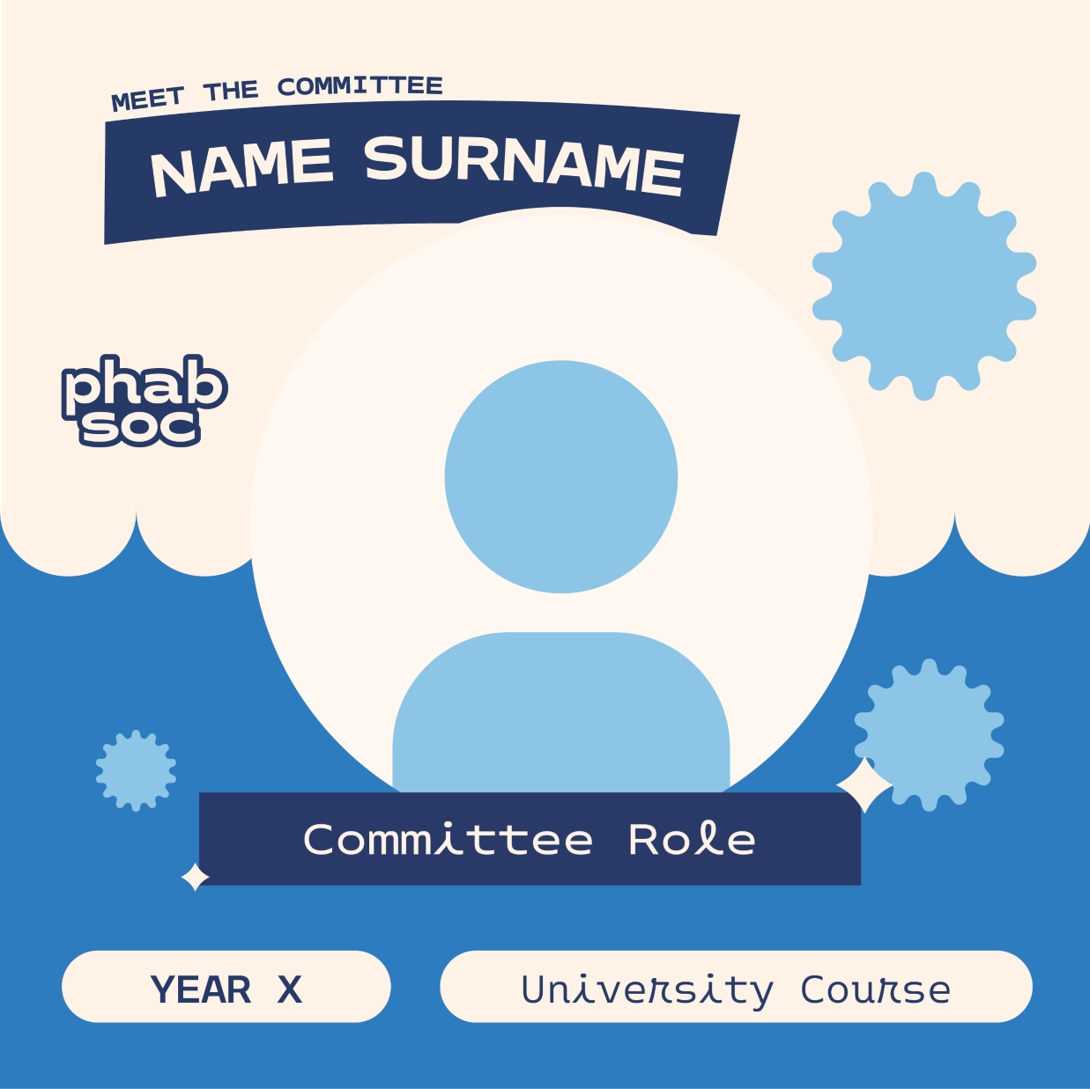 MEET THE COMMITTEE
NAME SURNAME
phab
soc
Committee Role
YEAR X
University Course